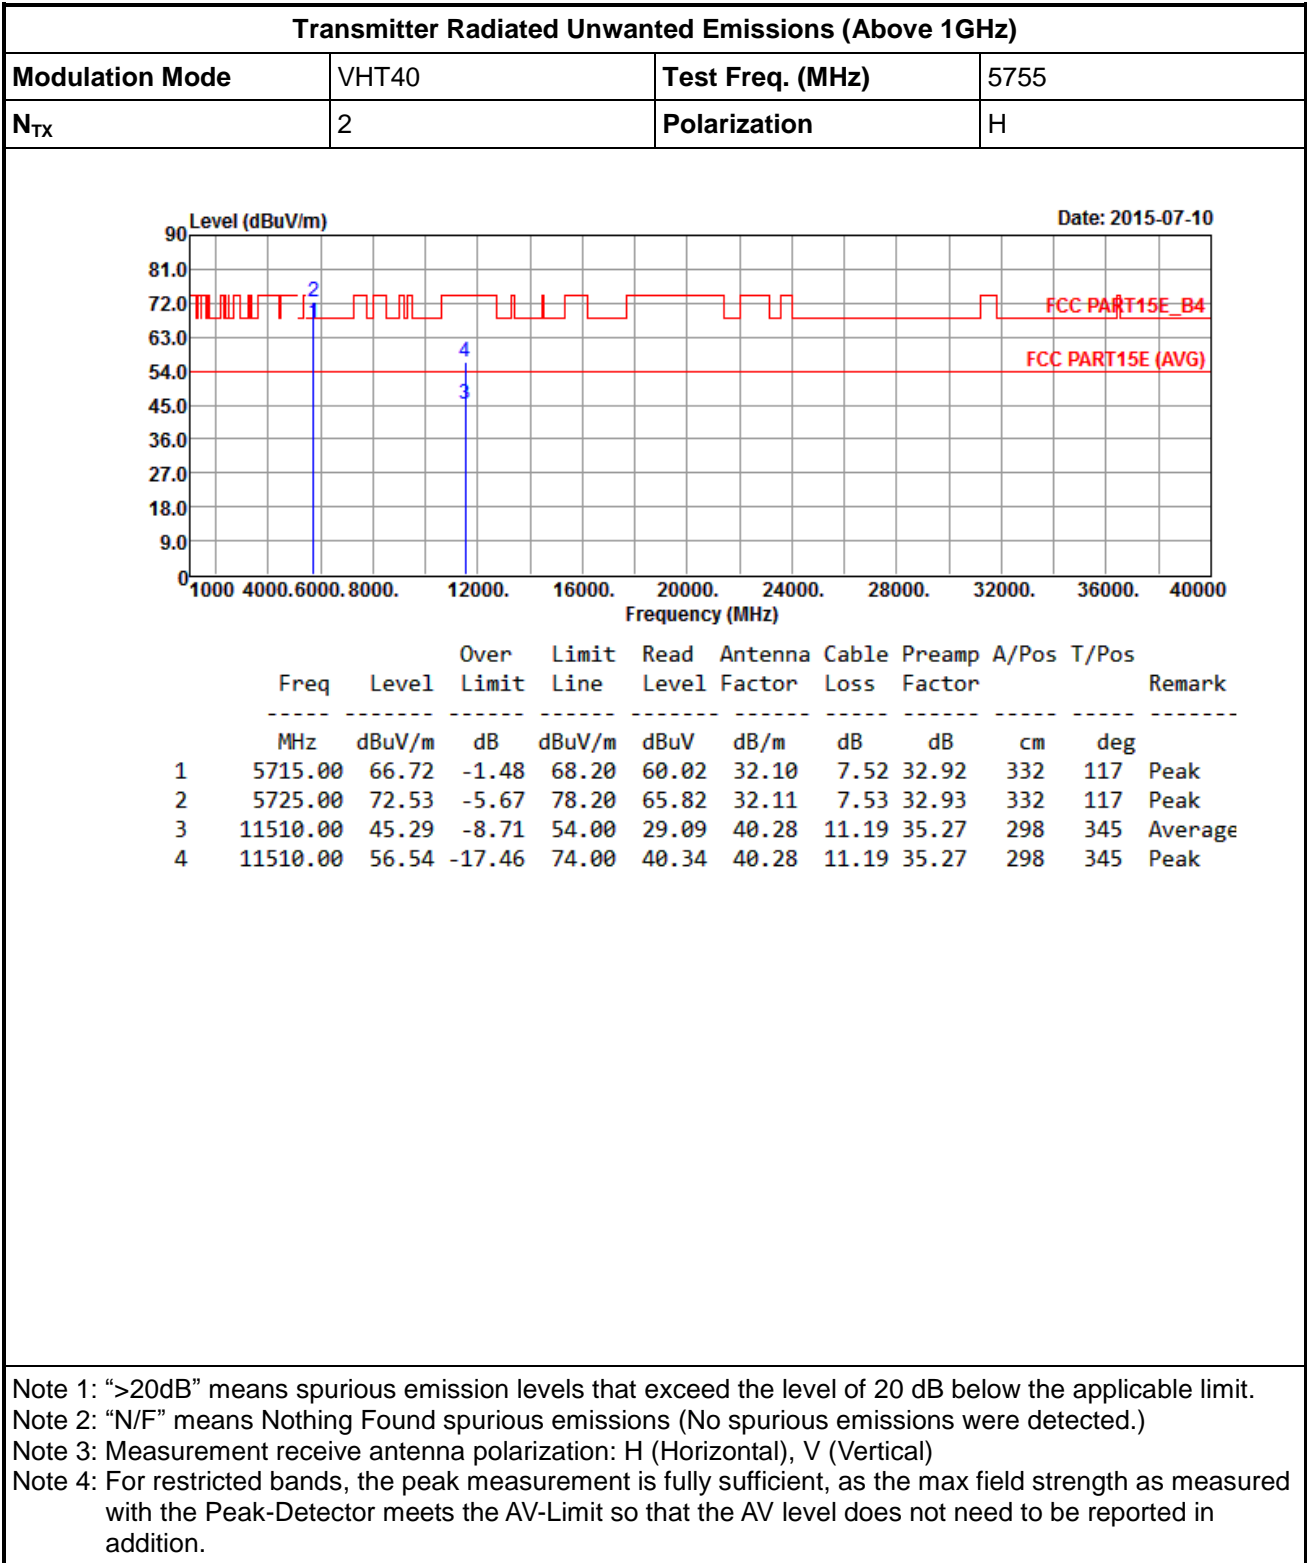 Transmitter Radiated Unwanted Emissions (Above 1GHz)
Modulation Mode VHT40 Test Freq. (MHz) 5755
NTX 2 Polarization H
Level (dBuV/m) Date: 2015-07-10
90
81.0
72.0
63.0
54.0
45.0
36.0
27.0
18.0
9.0
0
2
1
4
3
FCC PART15E_B4
FCC PART15E (AVG)
1000 4000. 6000. 8000. 12000. 16000. 20000. 24000. 28000. 32000. 36000. 40000
Frequency (MHz)
Over Limit Read Antenna Cable Preamp A/Pos T/Pos
Freq Level Limit Line Level Factor Loss Factor Remark
----- ------- ------ ------ ------- ------ ----- ------ ----- ----- -------
MHz dBuV/m dB dBuV/m dBuV dB/m dB dB cm deg
1 5715.00 66.72 -1.48 68.20 60.02 32.10 7.52 32.92 332 117 Peak
2 5725.00 72.53 -5.67 78.20 65.82 32.11 7.53 32.93 332 117 Peak
3 11510.00 45.29 -8.71 54.00 29.09 40.28 11.19 35.27 298 345 Average
4 11510.00 56.54 -17.46 74.00 40.34 40.28 11.19 35.27 298 345 Peak
Note 1: “>20dB” means spurious emission levels that exceed the level of 20 dB below the applicable limit.
Note 2: “N/F” means Nothing Found spurious emissions (No spurious emissions were detected.)
Note 3: Measurement receive antenna polarization: H (Horizontal), V (Vertical)
Note 4: For restricted bands, the peak measurement is fully sufficient, as the max field strength as measured
with the Peak-Detector meets the AV-Limit so that the AV level does not need to be reported in
addition.